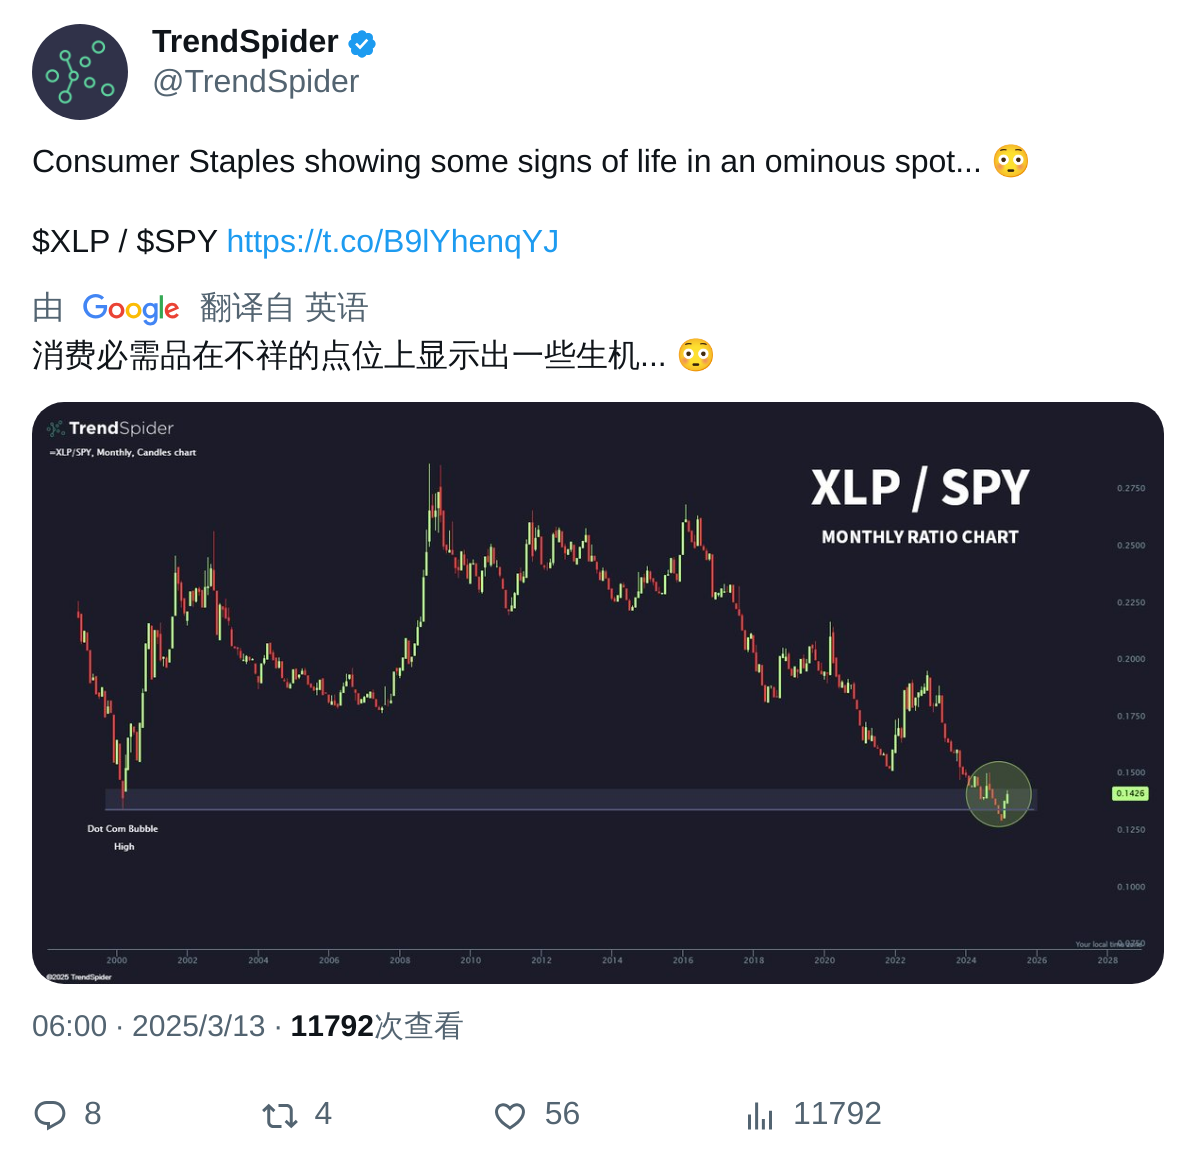 TrendSpider
@TrendSpider
Consumer Staples showing some signs of life in an ominous spot... 😳
$XLP / $SPY https://t.co/B9lYhenqYJ
由 Google 翻译自 英语
消费必需品在不祥的点位上显示出一些生机... 😳
TrendSpider
=XLP/SPY, Monthly, Candles chart
XLP / SPY
MONTHLY RATIO CHART
0.2750
0.2500
0.2250
0.2000
0.1750
0.1500
0.1426
0.1250
0.1000
0.0750
Dot Com Bubble
High
Your local time zone
2000 2002 2004 2006 2008 2010 2012 2014 2016 2018 2020 2022 2024 2026 2028
©2025 TrendSpider
06:00 · 2025/3/13 · 11792次查看
8 4 56 11792